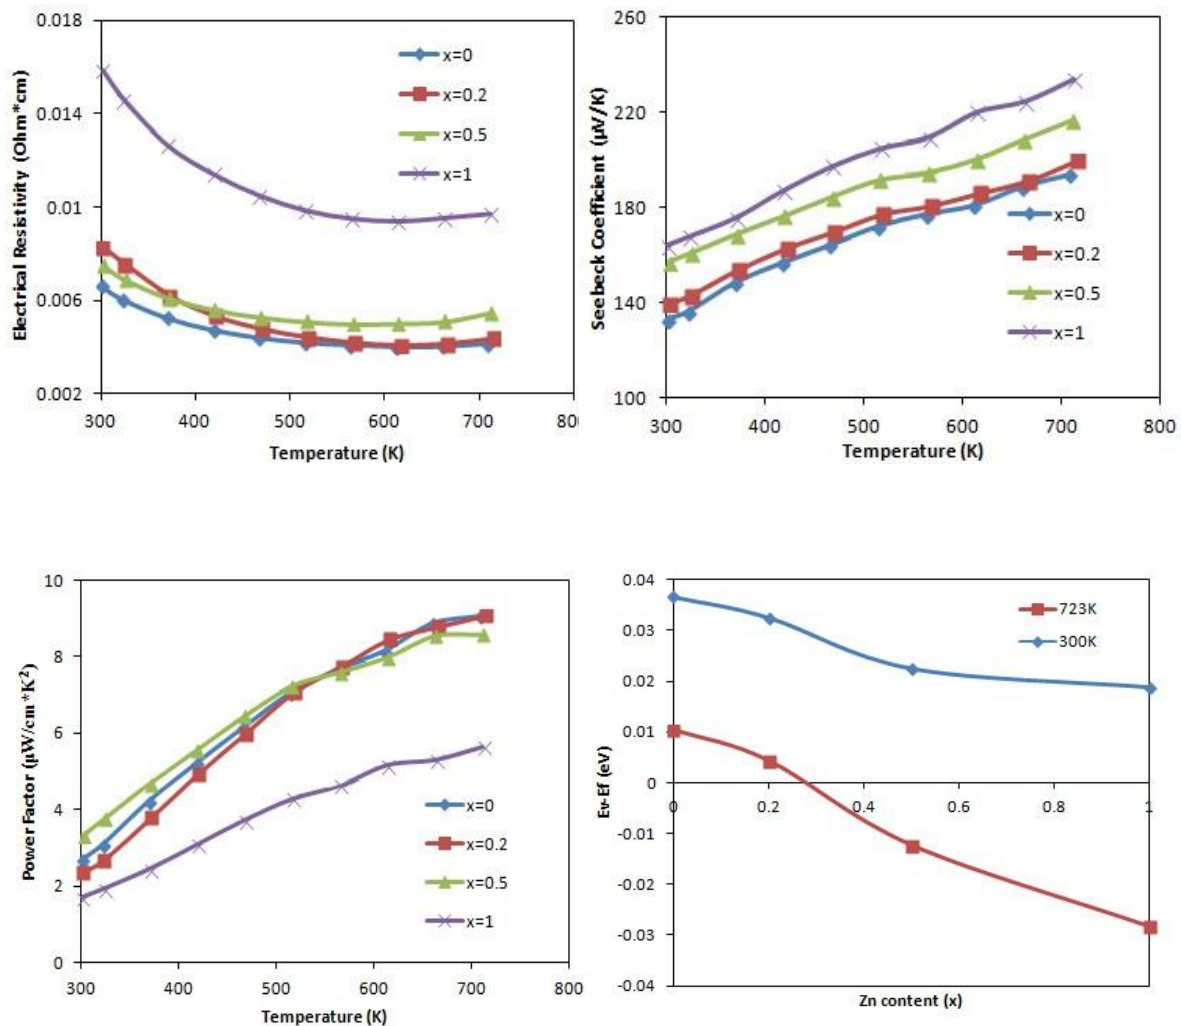 0.018
0.014
0.01
0.006
0.002
Electrical Resistivity (Ohm*cm)
x=0
x=0.2
x=0.5
x=1
300 400 500 600 700 800
Temperature (K)
260
220
180
140
100
Seebeck Coefficient (µV/K)
x=0
x=0.2
x=0.5
x=1
300 400 500 600 700 800
Temperature (K)
10
8
6
4
2
0
Power Factor (µW/cm*K²)
x=0
x=0.2
x=0.5
x=1
300 400 500 600 700 800
Temperature (K)
0.04
0.03
0.02
0.01
0
-0.01
-0.02
-0.03
-0.04
Ev-Ef (eV)
723K
300K
0 0.2 0.4 0.6 0.8 1
Zn content (x)